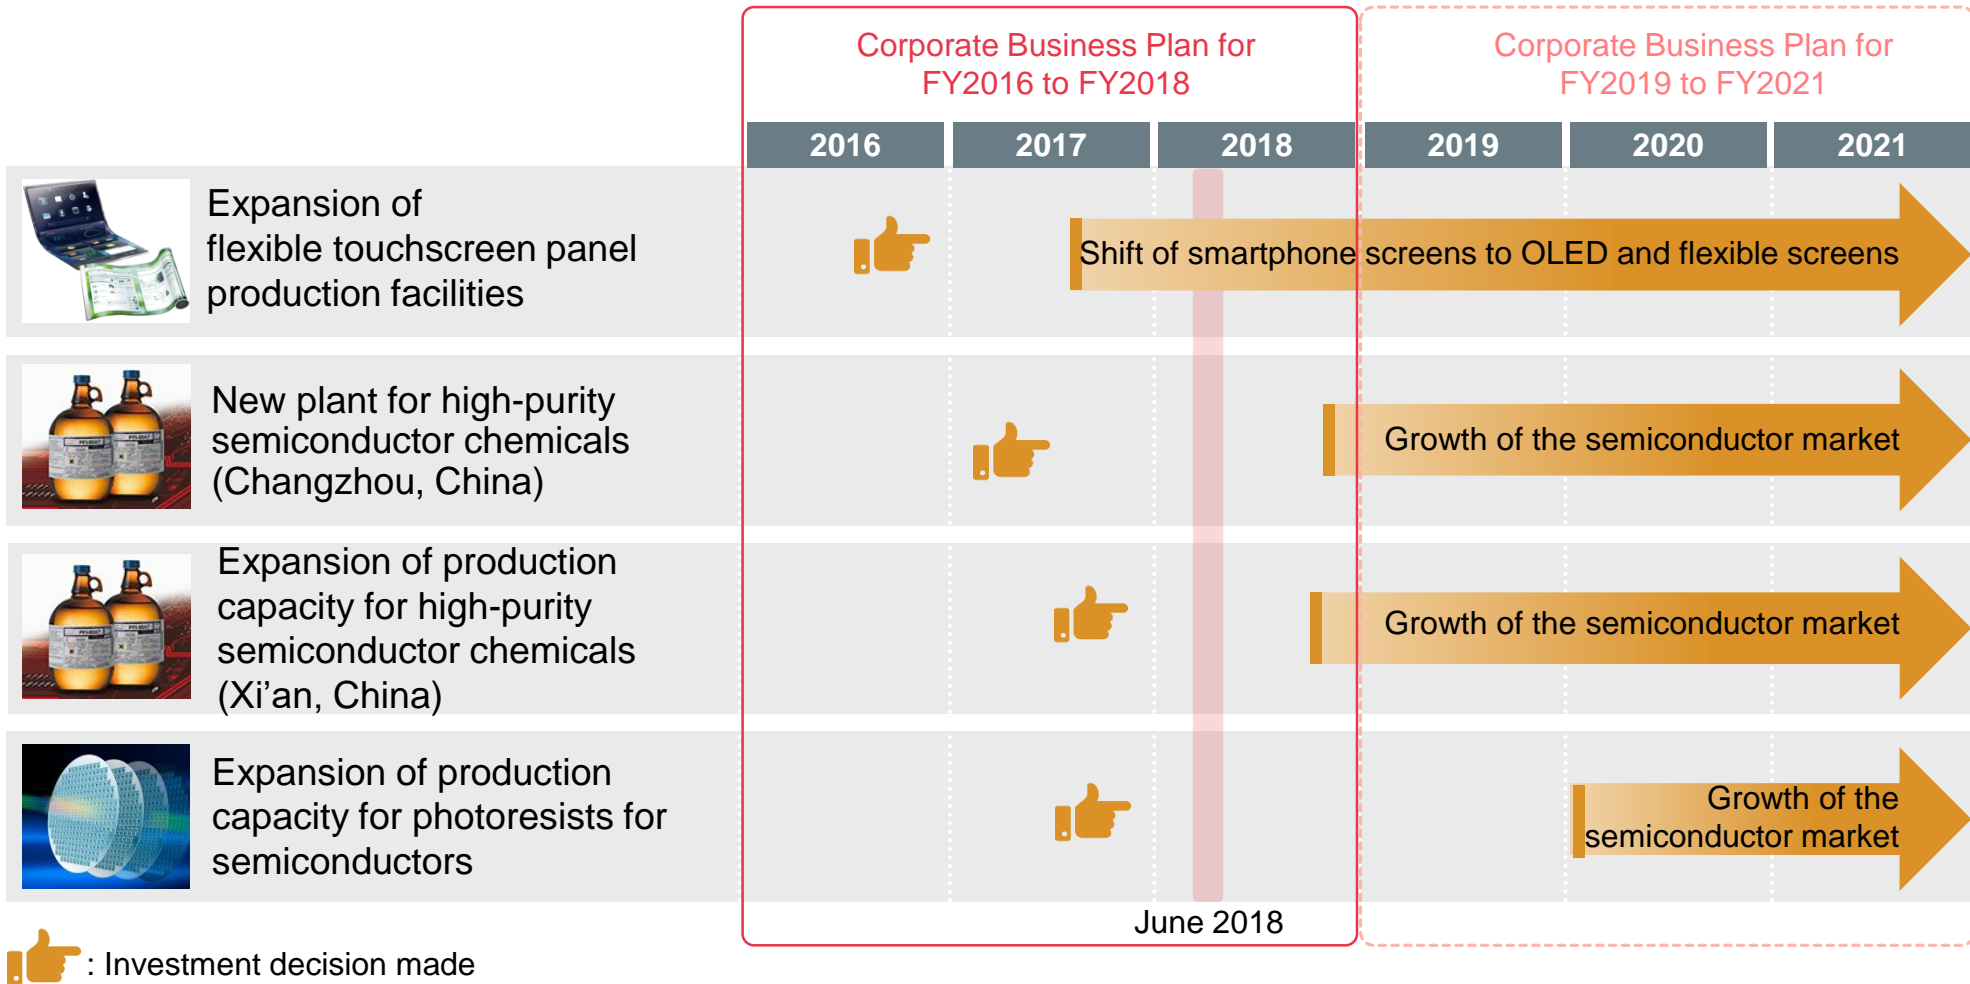 Corporate Business Plan for
FY2016 to FY2018
Corporate Business Plan for
FY2019 to FY2021
2016
2017
2018
2019
2020
2021
Expansion of
flexible touchscreen panel
production facilities
Shift of smartphone screens to OLED and flexible screens
New plant for high-purity
semiconductor chemicals
(Changzhou, China)
Growth of the semiconductor market
Expansion of production
capacity for high-purity
semiconductor chemicals
(Xi’an, China)
Growth of the semiconductor market
Expansion of production
capacity for photoresists for
semiconductors
Growth of the
semiconductor market
June 2018
: Investment decision made